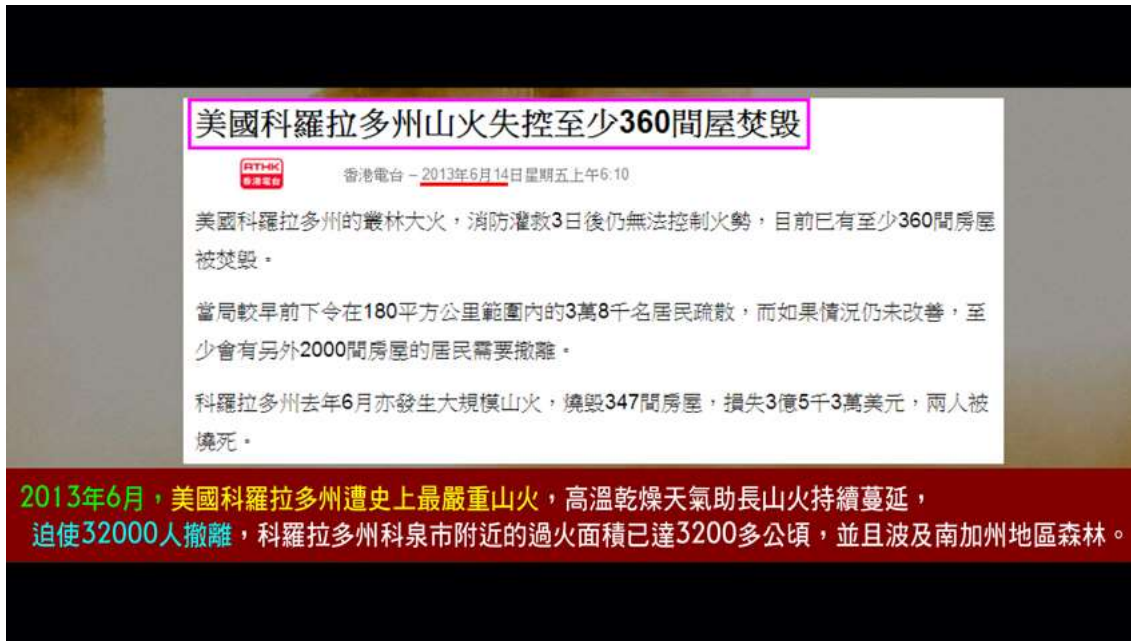 美國科羅拉多州山火失控至少360間屋焚毀
RTHK
香港電台
香港電台 – 2013年6月14日星期五上午6:10
美國科羅拉多州的叢林大火，消防灌救3日後仍無法控制火勢，目前已有至少360間房屋
被焚毀。
當局較早前下令在180平方公里範圍內的3萬8千名居民疏散，而如果情況仍未改善，至
少會有另外2000間房屋的居民需要撤離。
科羅拉多州去年6月亦發生大規模山火，燒毀347間房屋，損失3億5千3萬美元，兩人被
燒死。
2013年6月，美國科羅拉多州遭史上最嚴重山火，高溫乾燥天氣助長山火持續蔓延，
迫使32000人撤離，科羅拉多州科泉市附近的過火面積已達3200多公頃，並且波及南加州地區森林。